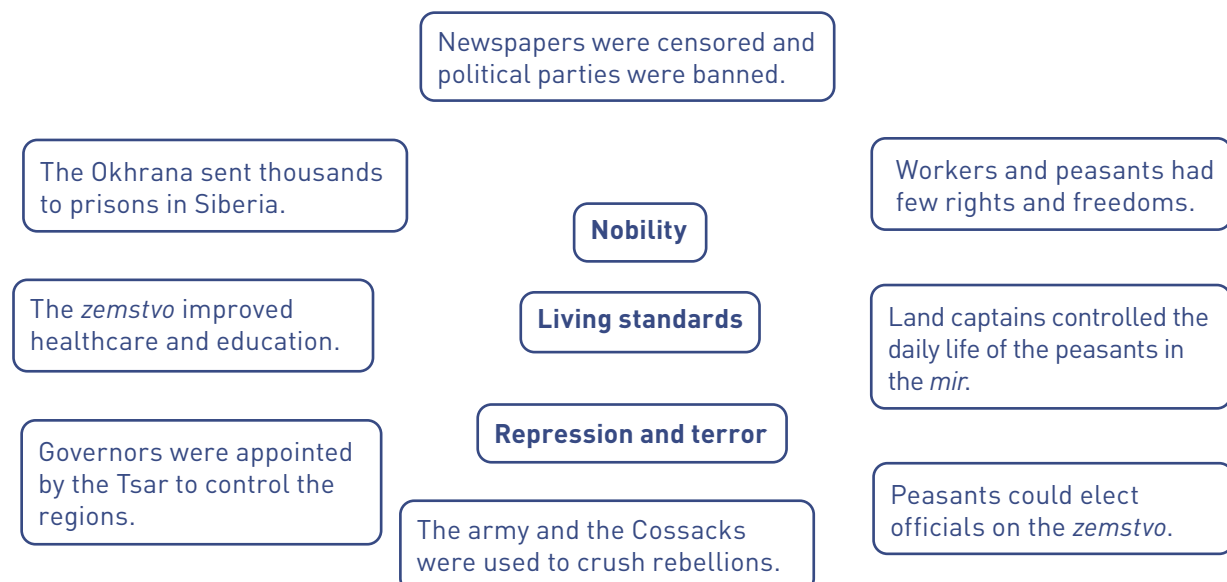 Newspapers were censored and
political parties were banned.
The Okhrana sent thousands
to prisons in Siberia.
Workers and peasants had
few rights and freedoms.
Nobility
The zemstvo improved
healthcare and education.
Living standards
Land captains controlled the
daily life of the peasants in
the mir.
Repression and terror
Governors were appointed
by the Tsar to control the
regions.
Peasants could elect
officials on the zemstvo.
The army and the Cossacks
were used to crush rebellions.